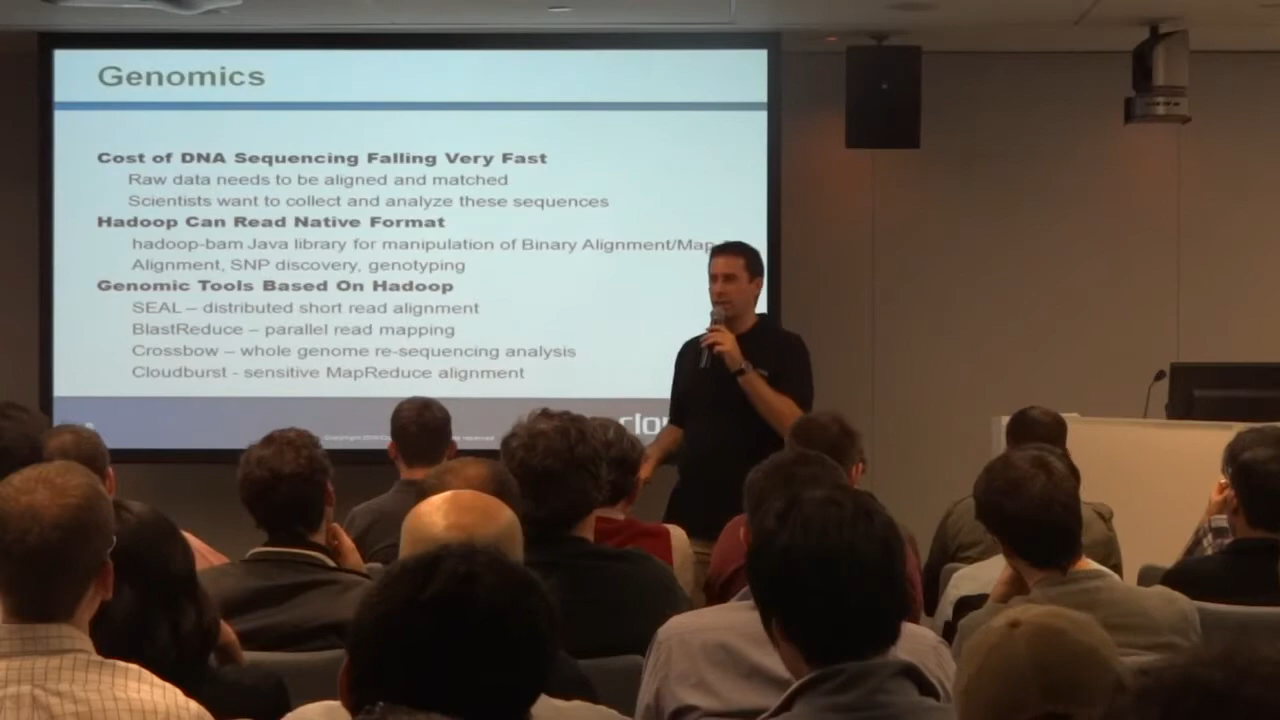 Genomics
Cost of DNA Sequencing Falling Very Fast
Raw data needs to be aligned and matched
Scientists want to collect and analyze these sequences
Hadoop Can Read Native Format
hadoop-bam Java library for manipulation of Binary Alignment/Map
Alignment, SNP discovery, genotyping
Genomic Tools Based On Hadoop
SEAL – distributed short read alignment
BlastReduce – parallel read mapping
Crossbow – whole genome re-sequencing analysis
Cloudburst - sensitive MapReduce alignment
clou